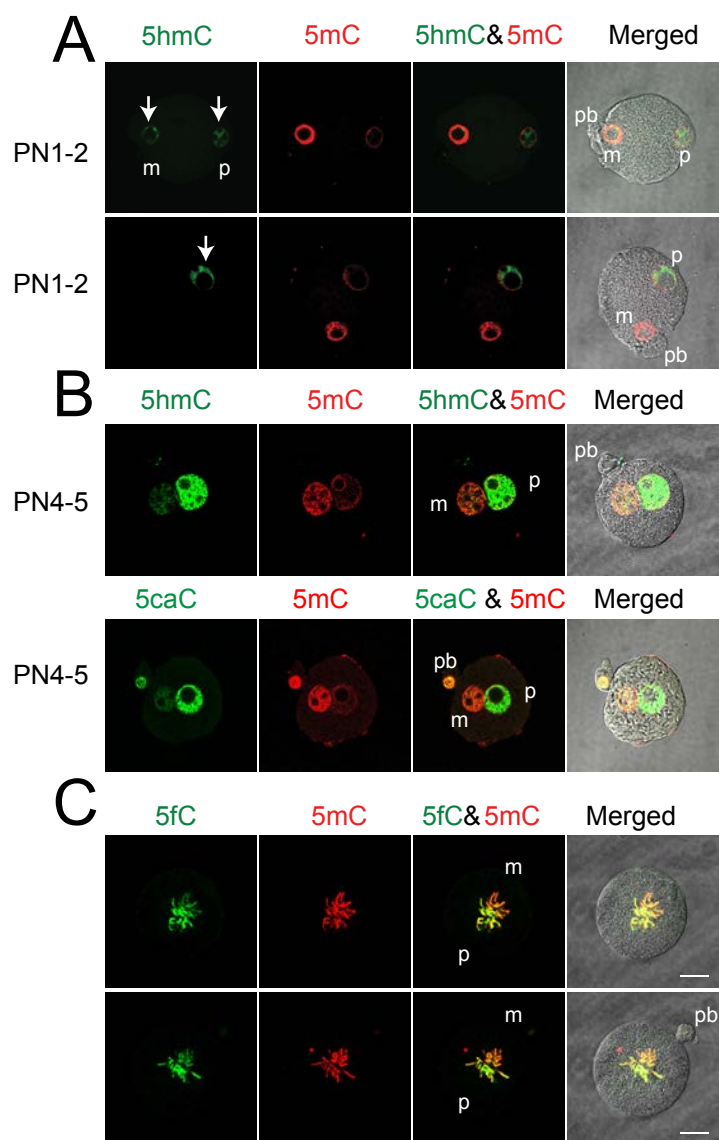 A
5hmC 5mC 5hmC& 5mC Merged
PN1-2
m p
pb m p
PN1-2
p m pb
B
5hmC 5mC 5hmC& 5mC Merged
PN4-5
m p
pb
5caC 5mC 5caC & 5mC Merged
PN4-5
pb m p
C
5fC 5mC 5fC& 5mC Merged
m
p
m
pb
p